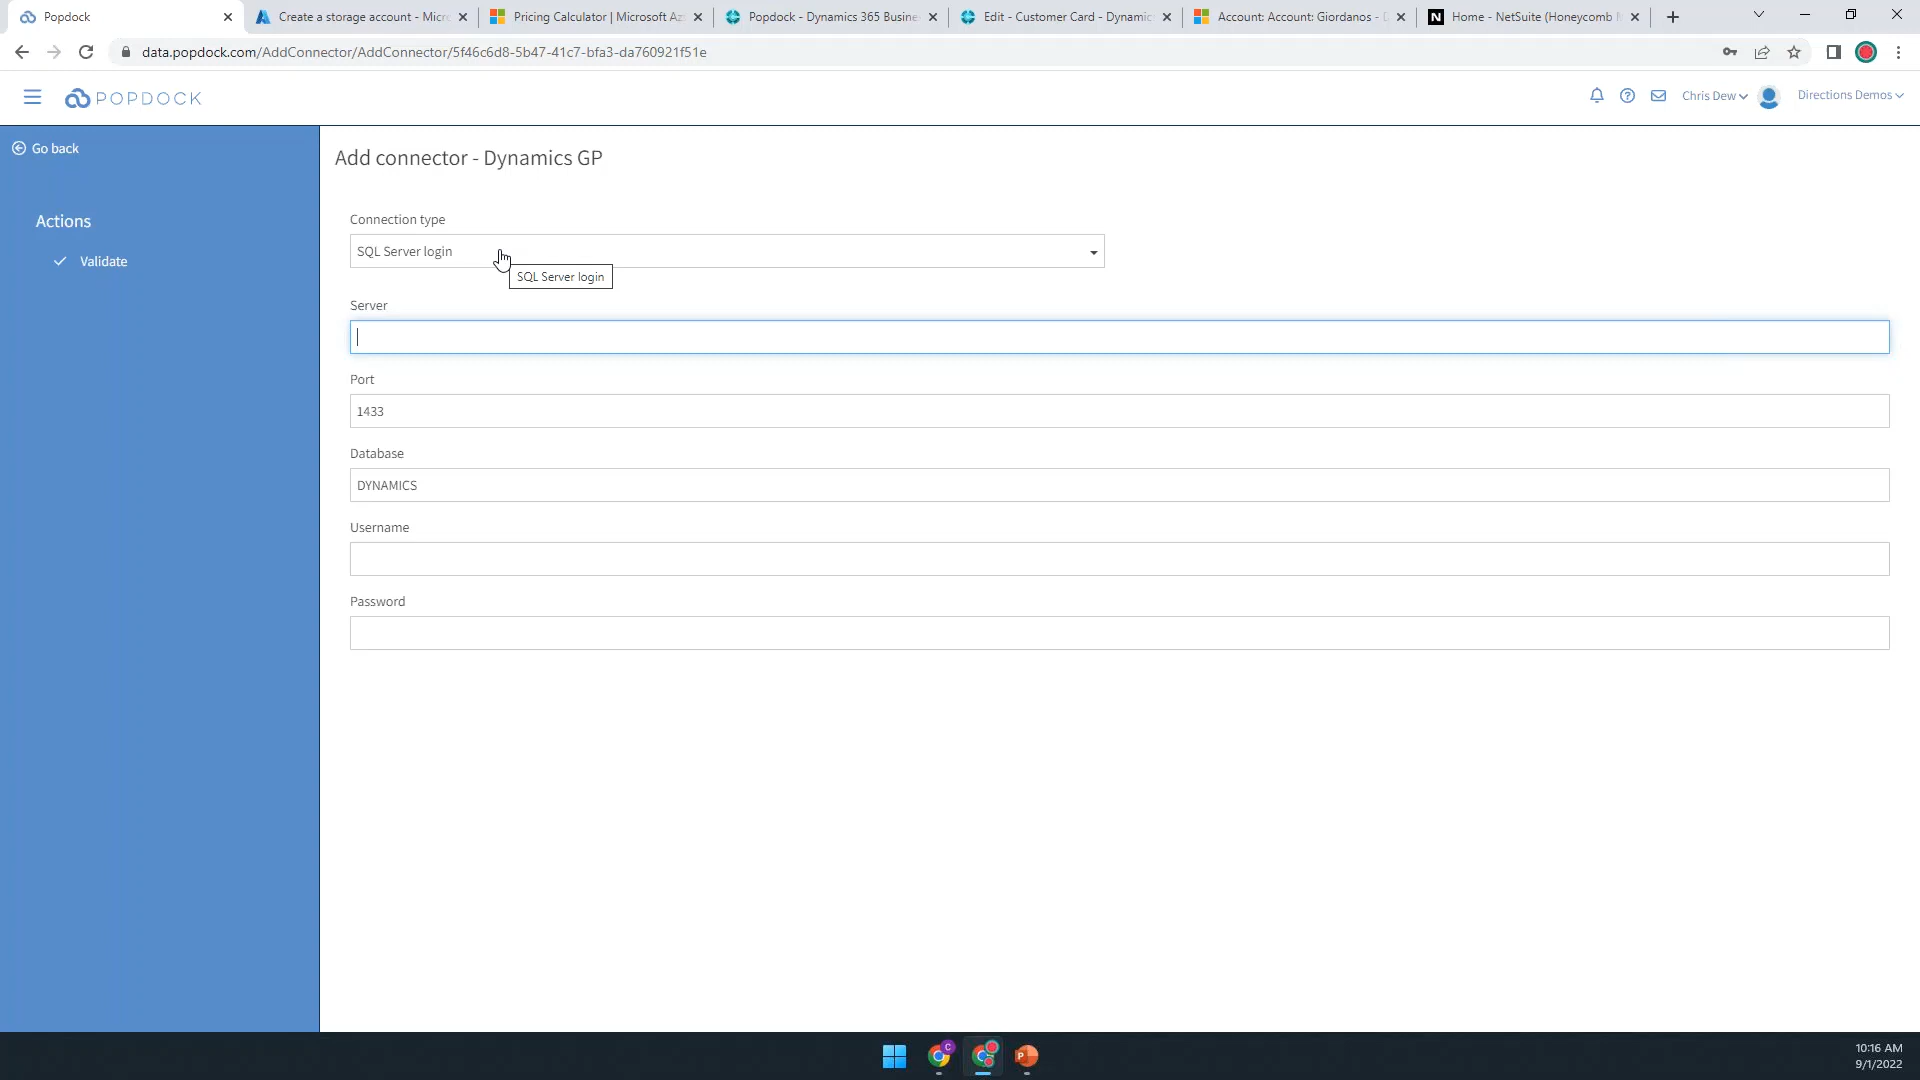 Popdock
Create a storage account - Micr
Pricing Calculator | Microsoft Az
Popdock - Dynamics 365 Busine
Edit - Customer Card - Dynamic
Account: Account: Giordanos - D
Home - NetSuite (Honeycomb
data.popdock.com/AddConnector/AddConnector/5f46c6d8-5b47-41c7-bfa3-da760921f51e
POPDOCK
Chris Dew
Directions Demos
Go back
Add connector - Dynamics GP
Actions
Validate
Connection type
SQL Server login
SQL Server login
Server
Port
1433
Database
DYNAMICS
Username
Password
10:16 AM
9/1/2022